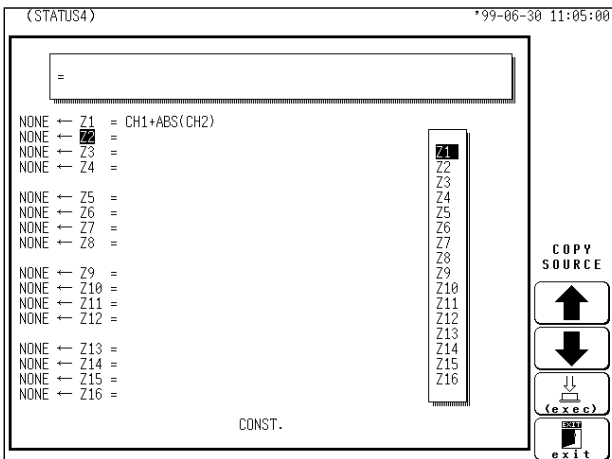 (STATUS4) '99-06-30 11:05:00
=
NONE ← Z1 = CH1+ABS(CH2)
NONE ← Z2 =
NONE ← Z3 =
NONE ← Z4 =
NONE ← Z5 =
NONE ← Z6 =
NONE ← Z7 =
NONE ← Z8 =
NONE ← Z9 =
NONE ← Z10 =
NONE ← Z11 =
NONE ← Z12 =
NONE ← Z13 =
NONE ← Z14 =
NONE ← Z15 =
NONE ← Z16 =
CONST.
Z1
Z2
Z3
Z4
Z5
Z6
Z7
Z8
Z9
Z10
Z11
Z12
Z13
Z14
Z15
Z16
COPY
SOURCE
(exec)
EXIT
exit